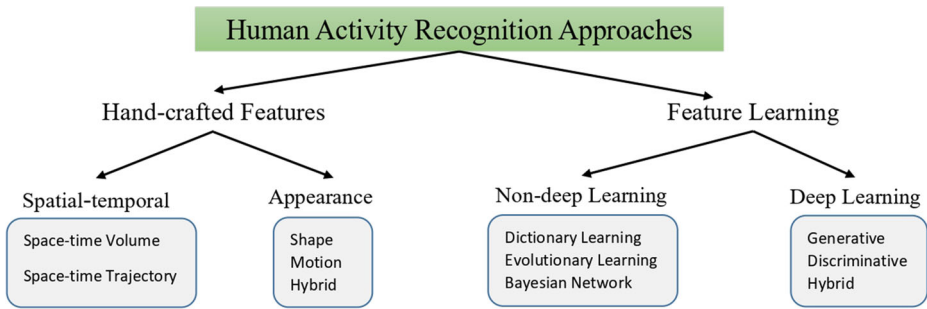 Human Activity Recognition Approaches
Hand-crafted Features
Feature Learning
Spatial-temporal
Space-time Volume
Space-time Trajectory
Appearance
Shape
Motion
Hybrid
Non-deep Learning
Dictionary Learning
Evolutionary Learning
Bayesian Network
Deep Learning
Generative
Discriminative
Hybrid